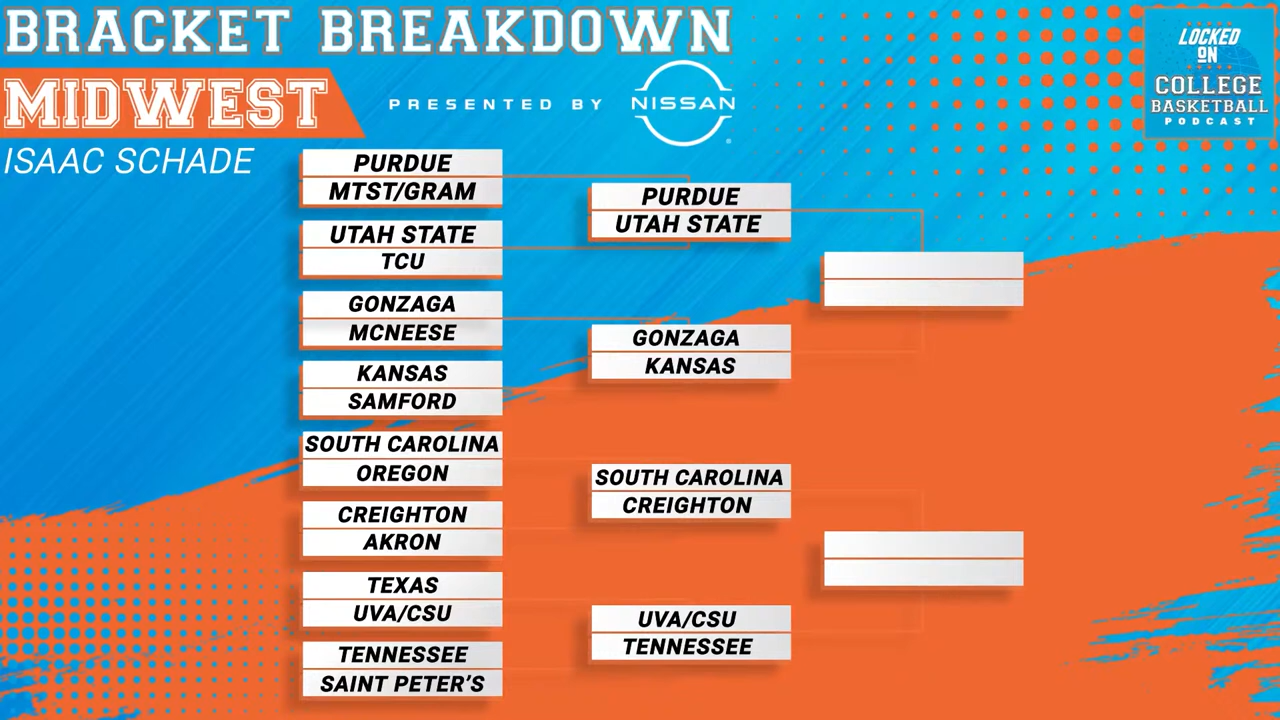 BRACKET BREAKDOWN
MIDWEST
PRESENTED BY NISSAN
LOCKED
ON
COLLEGE
BASKETBALL
PODCAST
ISAAC SCHADE
PURDUE
MTST/GRAM
UTAH STATE
TCU
GONZAGA
MCNEESE
KANSAS
SAMFORD
SOUTH CAROLINA
OREGON
CREIGHTON
AKRON
TEXAS
UVA/CSU
TENNESSEE
SAINT PETER'S
PURDUE
UTAH STATE
GONZAGA
KANSAS
SOUTH CAROLINA
CREIGHTON
UVA/CSU
TENNESSEE